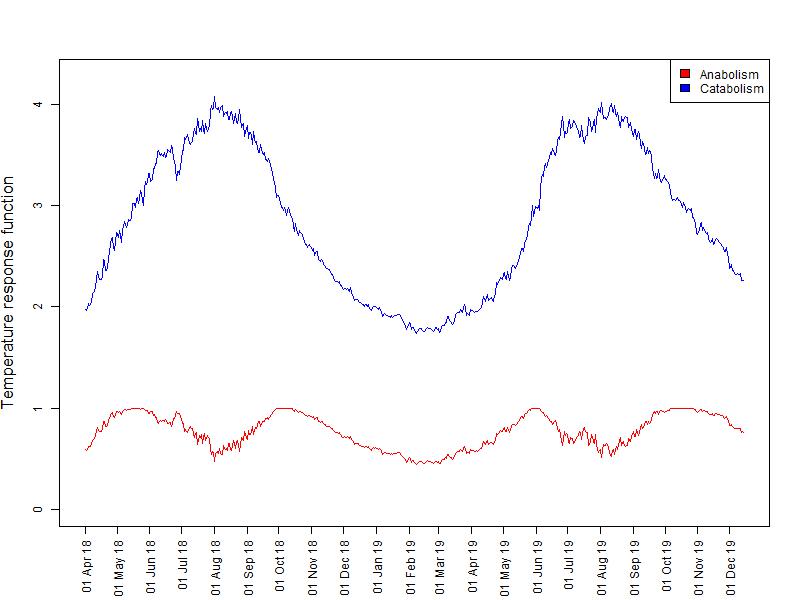 Anabolism
Catabolism
Temperature response function
4
3
2
1
0
01 Apr 18
01 May 18
01 Jun 18
01 Jul 18
01 Aug 18
01 Sep 18
01 Oct 18
01 Nov 18
01 Dec 18
01 Jan 19
01 Feb 19
01 Mar 19
01 Apr 19
01 May 19
01 Jun 19
01 Jul 19
01 Aug 19
01 Sep 19
01 Oct 19
01 Nov 19
01 Dec 19